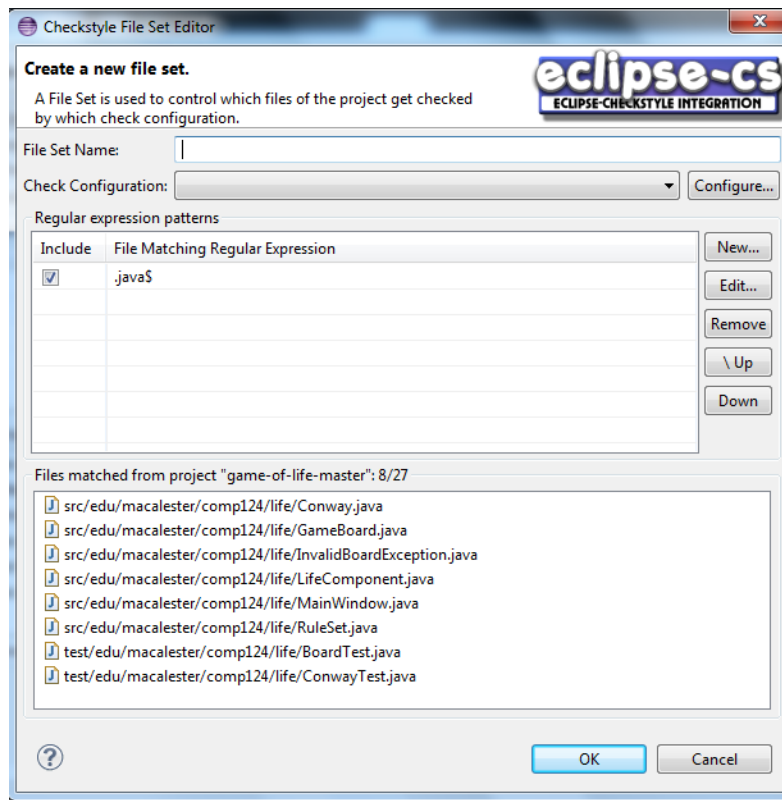 Checkstyle File Set Editor
Create a new file set.
A File Set is used to control which files of the project get checked
by which check configuration.
eclipse-cs
ECLIPSE-CHECKSTYLE INTEGRATION
File Set Name:
Check Configuration:
Configure...
Regular expression patterns
Include File Matching Regular Expression
.java$
New...
Edit...
Remove
\ Up
Down
Files matched from project "game-of-life-master": 8/27
src/edu/macalester/comp124/life/Conway.java
src/edu/macalester/comp124/life/GameBoard.java
src/edu/macalester/comp124/life/InvalidBoardException.java
src/edu/macalester/comp124/life/LifeComponent.java
src/edu/macalester/comp124/life/MainWindow.java
src/edu/macalester/comp124/life/RuleSet.java
test/edu/macalester/comp124/life/BoardTest.java
test/edu/macalester/comp124/life/ConwayTest.java
? OK Cancel